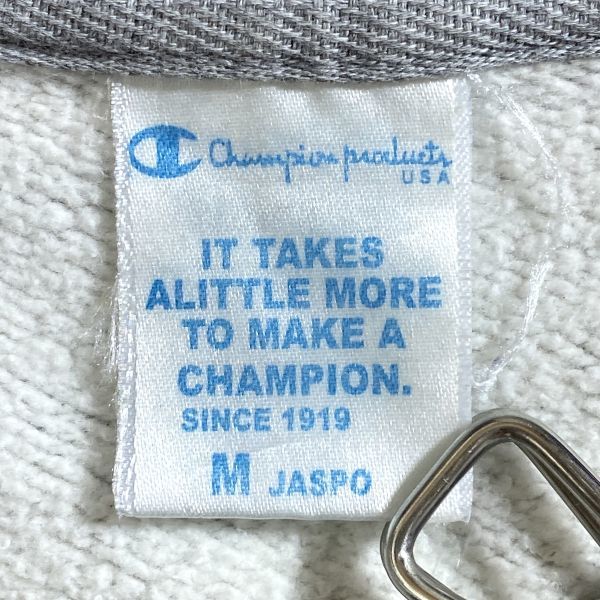 Champion products
USA
IT TAKES
ALITTLE MORE
TO MAKE A
CHAMPION.
SINCE 1919
M JASPO